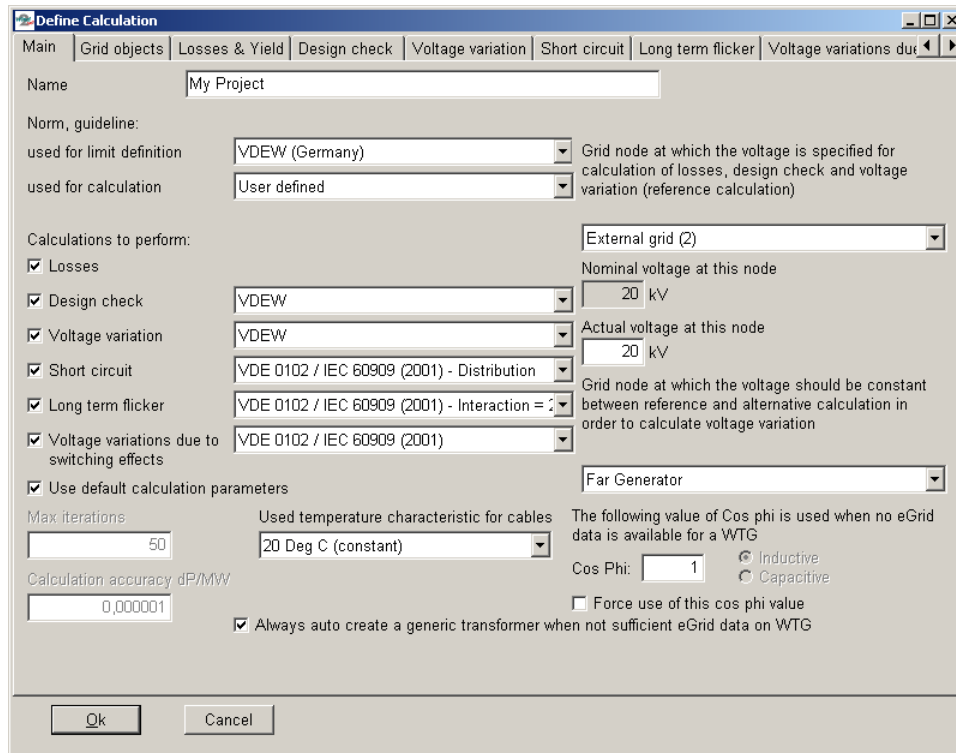 Define Calculation
Main Grid objects Losses & Yield Design check Voltage variation Short circuit Long term flicker Voltage variations due
Name My Project
Norm, guideline:
used for limit definition VDEW (Germany)
used for calculation User defined
Grid node at which the voltage is specified for
calculation of losses, design check and voltage
variation (reference calculation)
Calculations to perform:
External grid (2)
Losses
Nominal voltage at this node
20 kV
Design check VDEW
Voltage variation VDEW
Actual voltage at this node
20 kV
Short circuit VDE 0102 / IEC 60909 (2001) - Distribution
Long term flicker VDE 0102 / IEC 60909 (2001) - Interaction =
Voltage variations due to
switching effects
VDE 0102 / IEC 60909 (2001)
Grid node at which the voltage should be constant
between reference and alternative calculation in
order to calculate voltage variation
Far Generator
Use default calculation parameters
Max iterations
50
Used temperature characteristic for cables
20 Deg C (constant)
Calculation accuracy dP/MW
0,000001
The following value of Cos phi is used when no eGrid
data is available for a WTG
Cos Phi: 1
Inductive
Capacitive
Force use of this cos phi value
Always auto create a generic transformer when not sufficient eGrid data on WTG
Ok Cancel